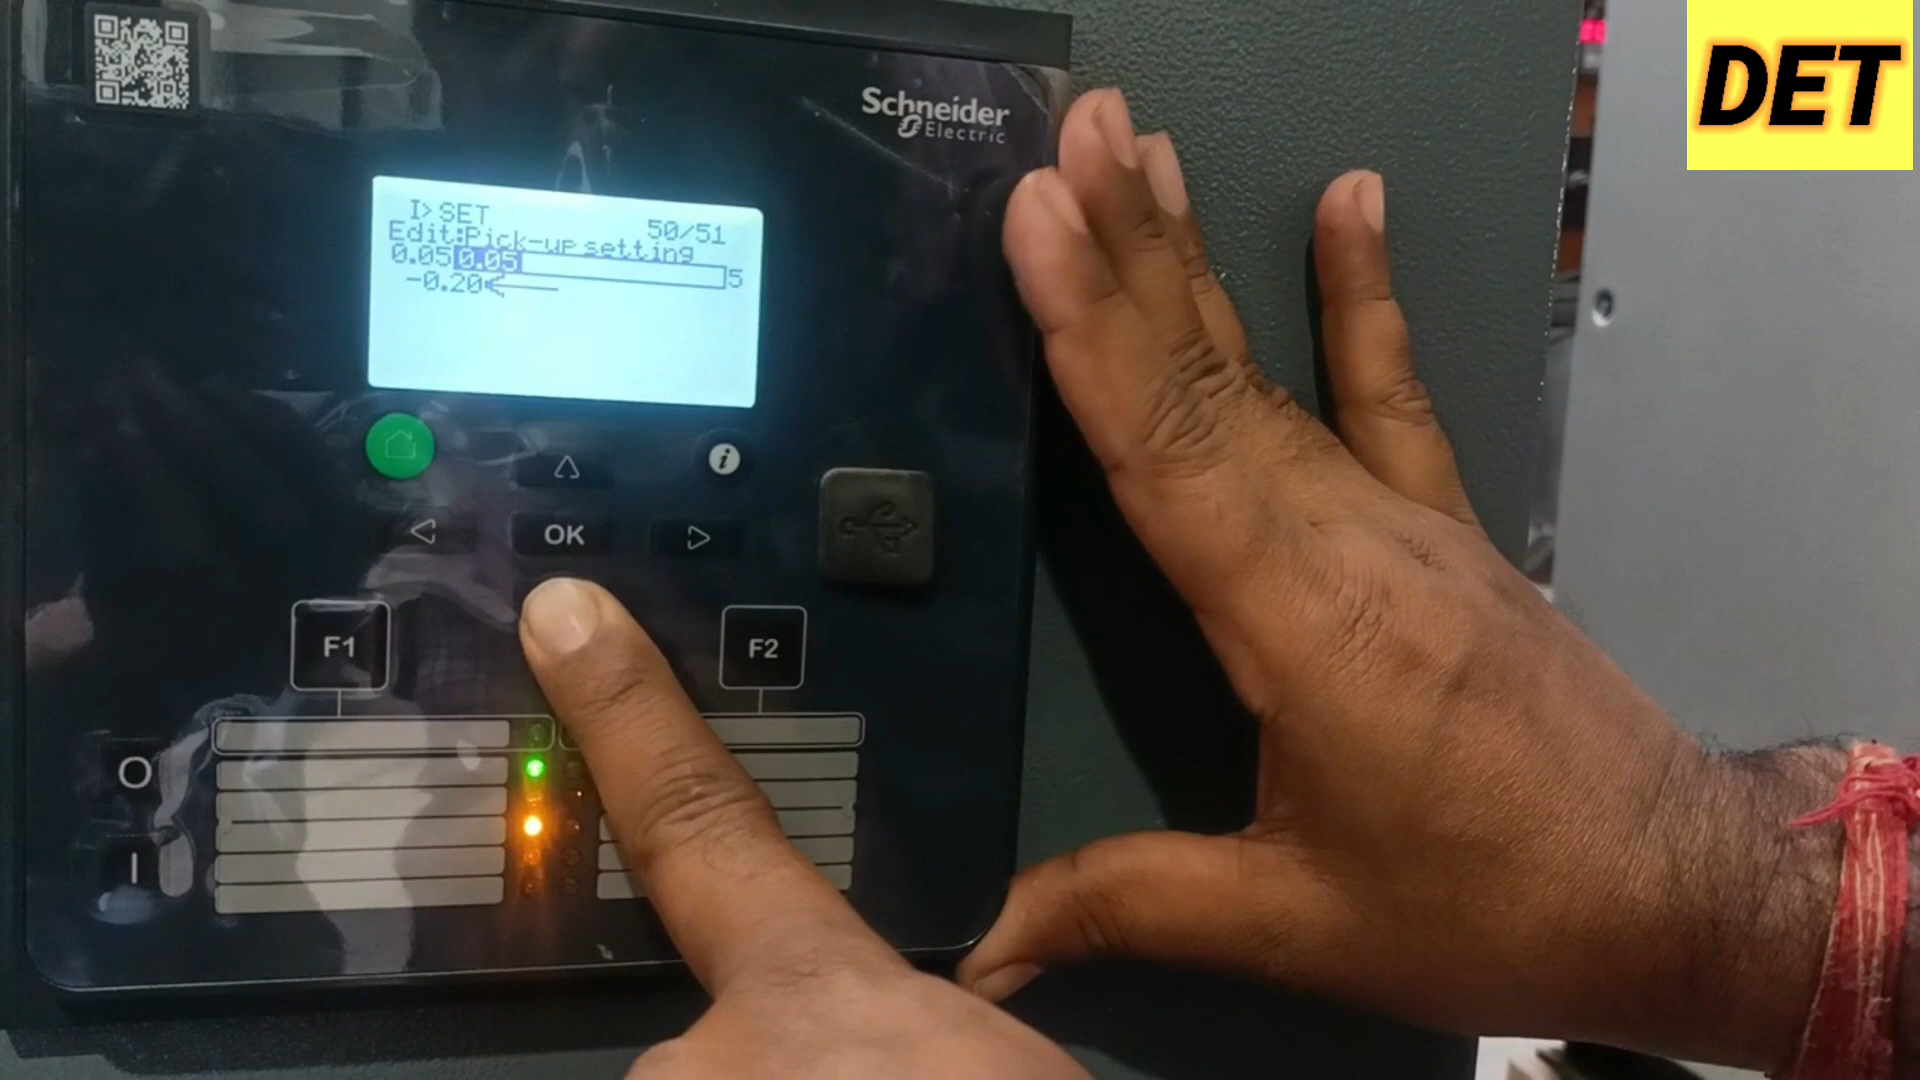 DET
Schneider
Electric
I> SET 50/51
Edit:Pick-up setting
0.05 0.05 5
-0.20
i
OK
F1
F2
O
I